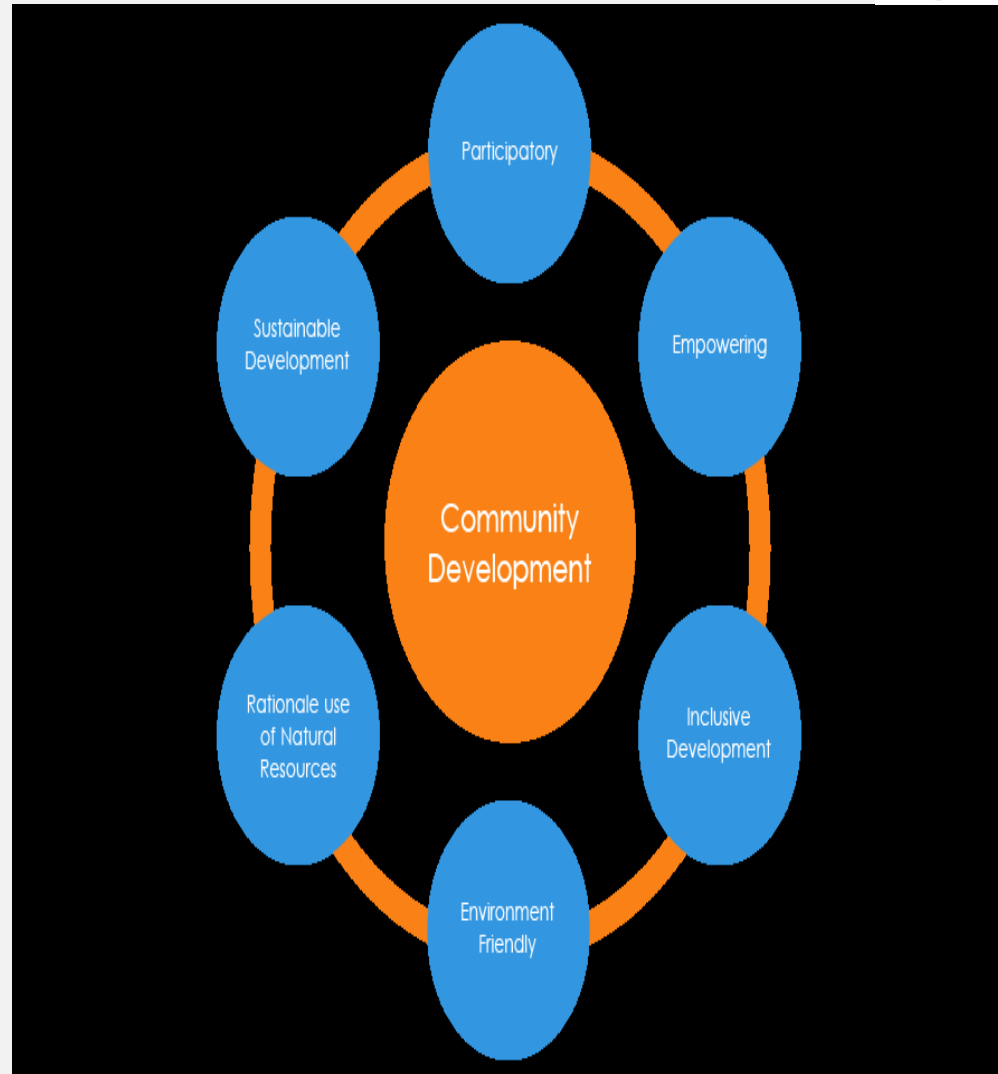 Participatory
Empowering
Inclusive
Development
Environment
Friendly
Rationale use
of Natural
Resources
Sustainable
Development
Community
Development